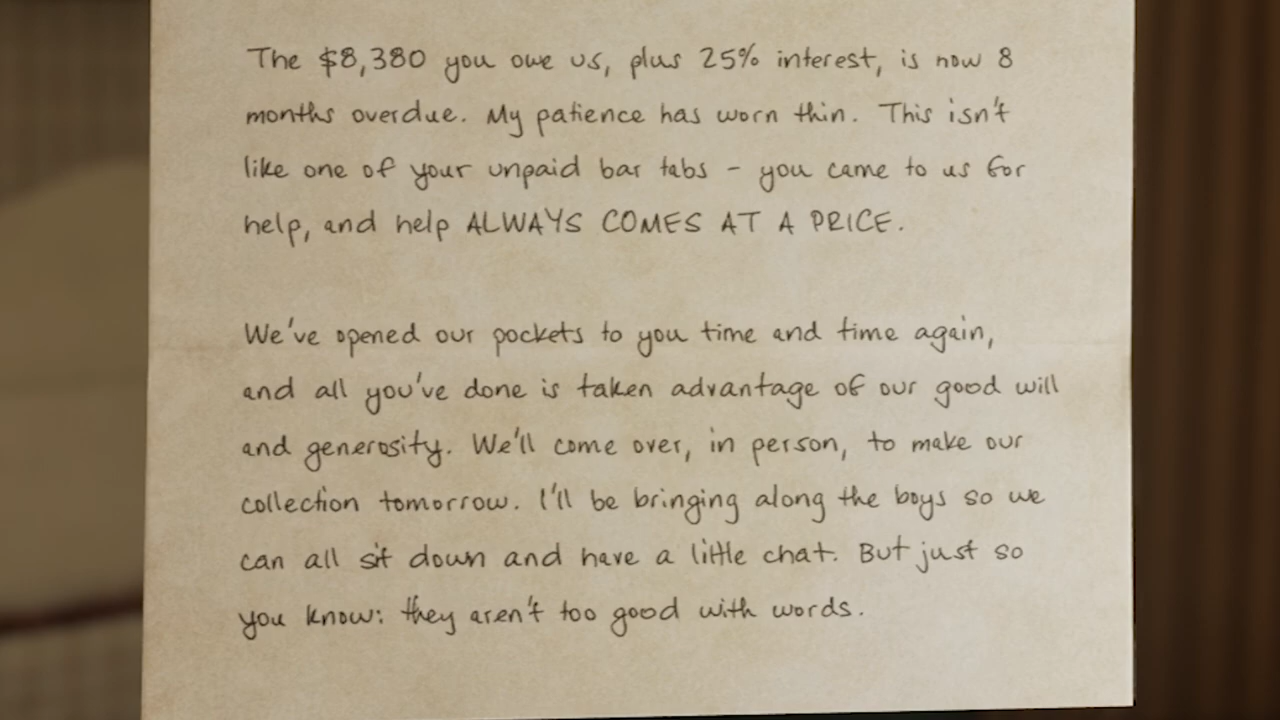 The $8,380 you owe us, plus 25% interest, is now 8
months overdue. My patience has worn thin. This isn't
like one of your unpaid bar tabs - you came to us for
help, and help ALWAYS COMES AT A PRICE.
We've opened our pockets to you time and time again,
and all you've done is taken advantage of our good will
and generosity. We'll come over, in person, to make our
collection tomorrow. I'll be bringing along the boys so we
can all sit down and have a little chat. But just so
you know: they aren't too good with words.